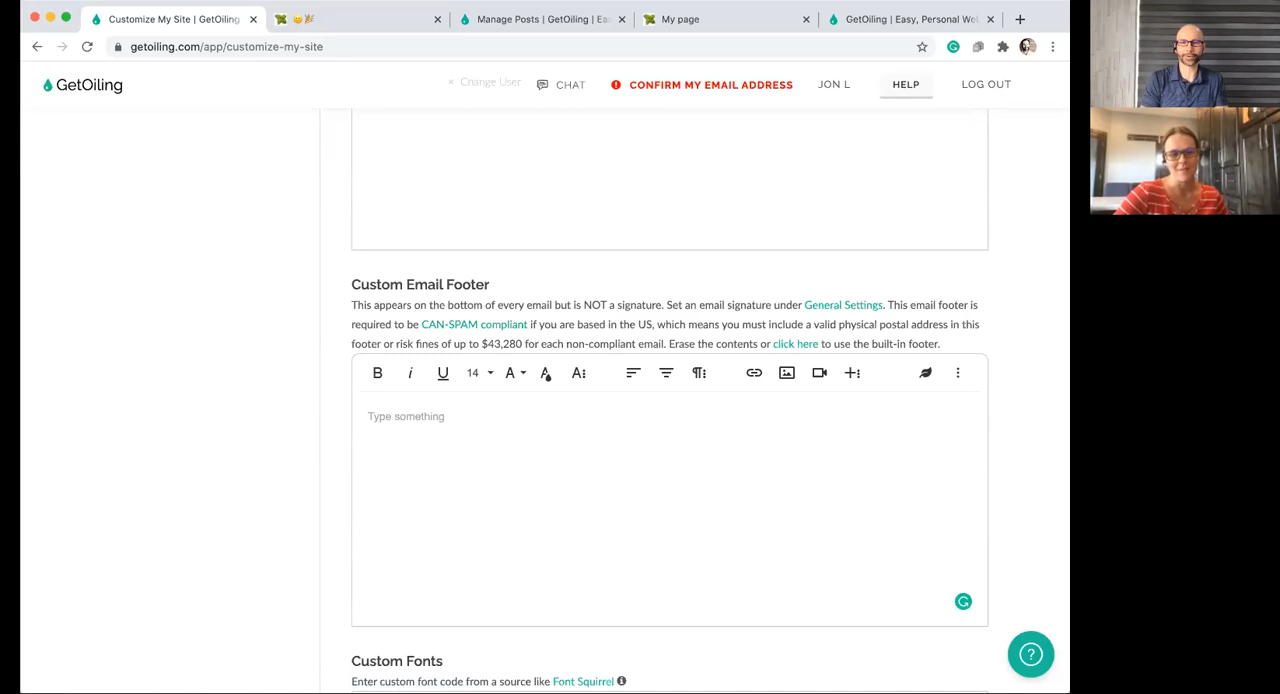 Customize My Site | GetOiling
Manage Posts | GetOiling | Eas
My page
GetOiling | Easy, Personal Wel
getoiling.com/app/customize-my-site
GetOiling
× Change User
CHAT
CONFIRM MY EMAIL ADDRESS
JON L
HELP
LOG OUT
Custom Email Footer
This appears on the bottom of every email but is NOT a signature. Set an email signature under General Settings. This email footer is
required to be CAN-SPAM compliant if you are based in the US, which means you must include a valid physical postal address in this
footer or risk fines of up to $43,280 for each non-compliant email. Erase the contents or click here to use the built-in footer.
B i U 14 A A A
Type something
Custom Fonts
Enter custom font code from a source like Font Squirrel